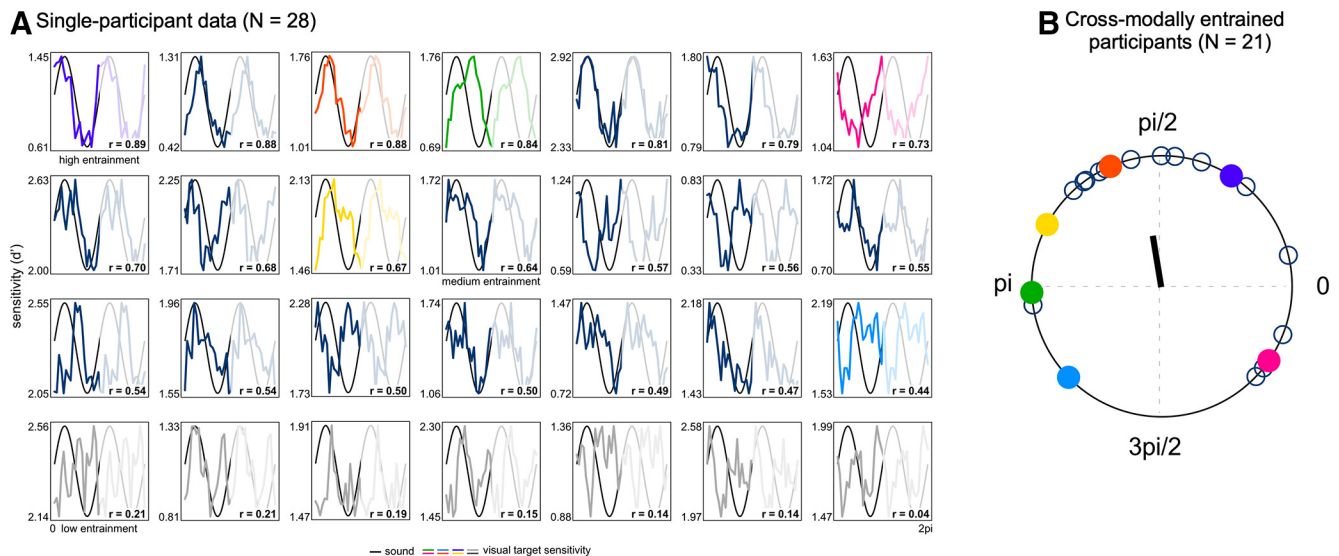 A Single-participant data (N = 28)
1.45 1.31 1.76 1.76 2.92 1.80 1.63
r = 0.89 r = 0.88 r = 0.88 r = 0.84 r = 0.81 r = 0.79 r = 0.73
0.61 0.42 1.01 0.69 2.33 0.79 1.04
high entrainment
2.63 2.25 2.13 1.72 1.24 0.83 1.72
r = 0.70 r = 0.68 r = 0.67 r = 0.64 r = 0.57 r = 0.56 r = 0.55
2.00 1.71 1.46 1.01 0.59 0.33 0.70
medium entrainment
sensitivity (d')
2.55 1.96 2.28 1.74 1.47 2.18 2.19
r = 0.54 r = 0.54 r = 0.50 r = 0.50 r = 0.49 r = 0.47 r = 0.44
2.05 1.55 1.73 1.06 0.72 1.43 1.53
2.56 1.33 1.91 2.30 1.36 2.58 1.99
r = 0.21 r = 0.21 r = 0.19 r = 0.15 r = 0.14 r = 0.14 r = 0.04
2.14 0.81 1.47 1.45 0.88 1.97 1.47
0 low entrainment 2pi
sound visual target sensitivity
B Cross-modally entrained
participants (N = 21)
pi/2
pi 0
3pi/2